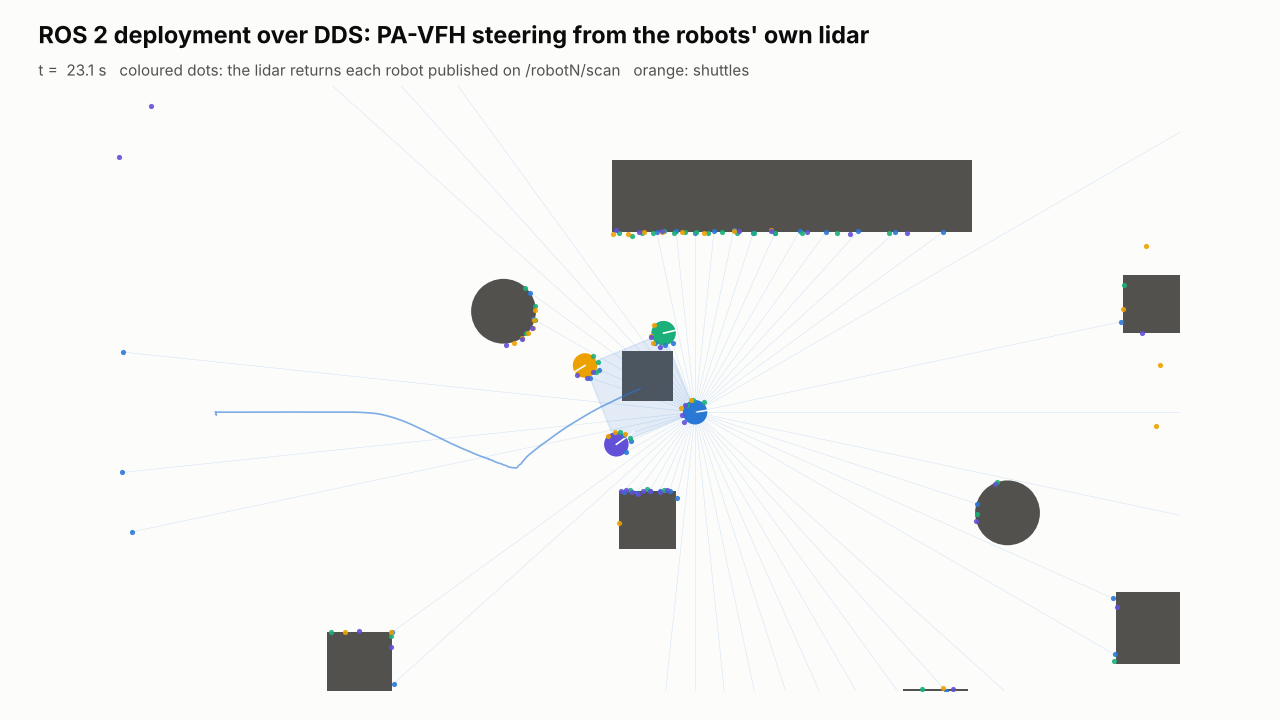 ROS 2 deployment over DDS: PA-VFH steering from the robots' own lidar
t =  23.1 s   coloured dots: the lidar returns each robot published on /robotN/scan   orange: shuttles